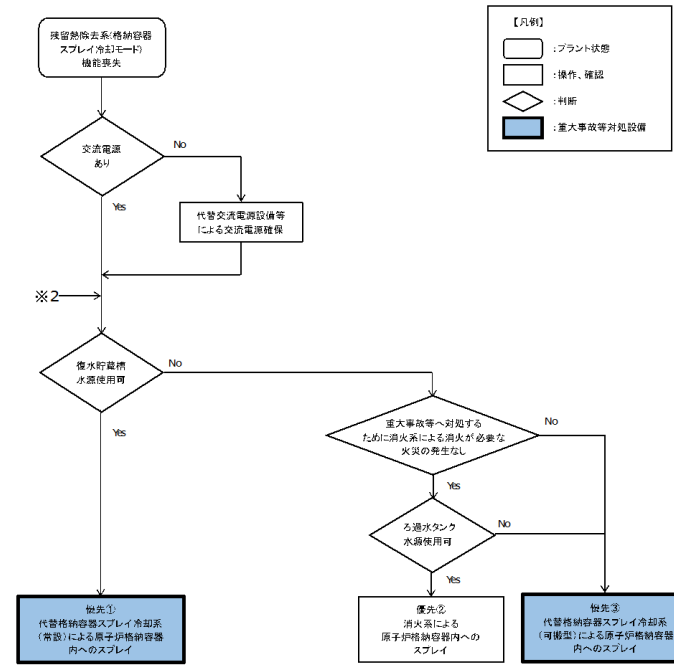 残留熱除去系(格納容器
スプレイ冷却モード)
機能喪失
【凡例】
:プラント状態
:操作、確認
:判断
:重大事故等対処設備
交流電源
あり
No
Yes
代替交流電源設備等
による交流電源確保
※2
復水貯蔵槽
水源使用可
No
Yes
重大事故等へ対処する
ために消火系による消火が必要な
火災の発生なし
No
Yes
ろ過水タンク
水源使用可
No
Yes
優先①
代替格納容器スプレイ冷却系
(常設)による原子炉格納容器
内へのスプレイ
優先②
消火系による
原子炉格納容器内への
スプレイ
優先③
代替格納容器スプレイ冷却系
(可搬型)による原子炉格納容器
内へのスプレイ